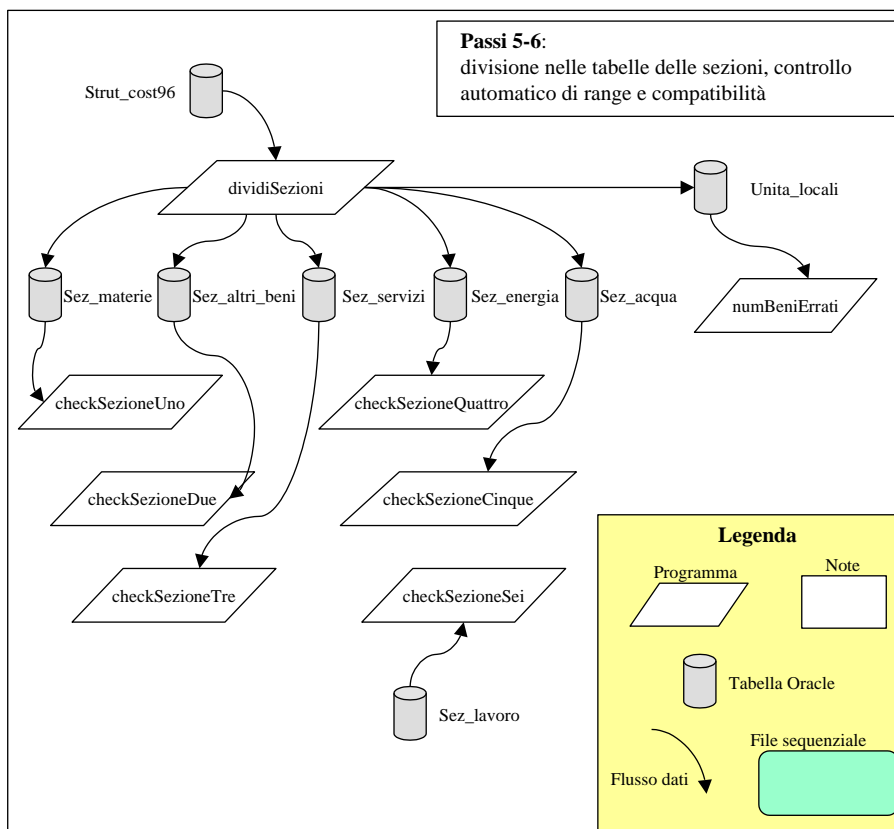 Passi 5-6:
divisione nelle tabelle delle sezioni, controllo
automatico di range e compatibilità
Strut_cost96
dividiSezioni
Unita_locali
Sez_materie
Sez_altri_beni
Sez_servizi
Sez_energia
Sez_acqua
numBeniErrati
checkSezioneUno
checkSezioneQuattro
checkSezioneDue
checkSezioneCinque
checkSezioneTre
checkSezioneSei
Sez_lavoro
Legenda
Programma
Note
Tabella Oracle
File sequenziale
Flusso dati